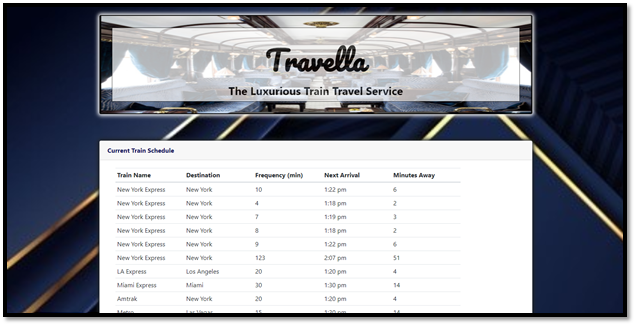 Travella
The Luxurious Train Travel Service
Current Train Schedule
Train Name Destination Frequency (min) Next Arrival Minutes Away
New York Express New York 10 1:22 pm 6
New York Express New York 4 1:18 pm 2
New York Express New York 7 1:19 pm 3
New York Express New York 8 1:18 pm 2
New York Express New York 9 1:22 pm 6
New York Express New York 123 2:07 pm 51
LA Express Los Angeles 20 1:20 pm 4
Miami Express Miami 30 1:30 pm 14
Amtrak New York 20 1:20 pm 4
Metro Las Vegas 15 1:30 pm 14